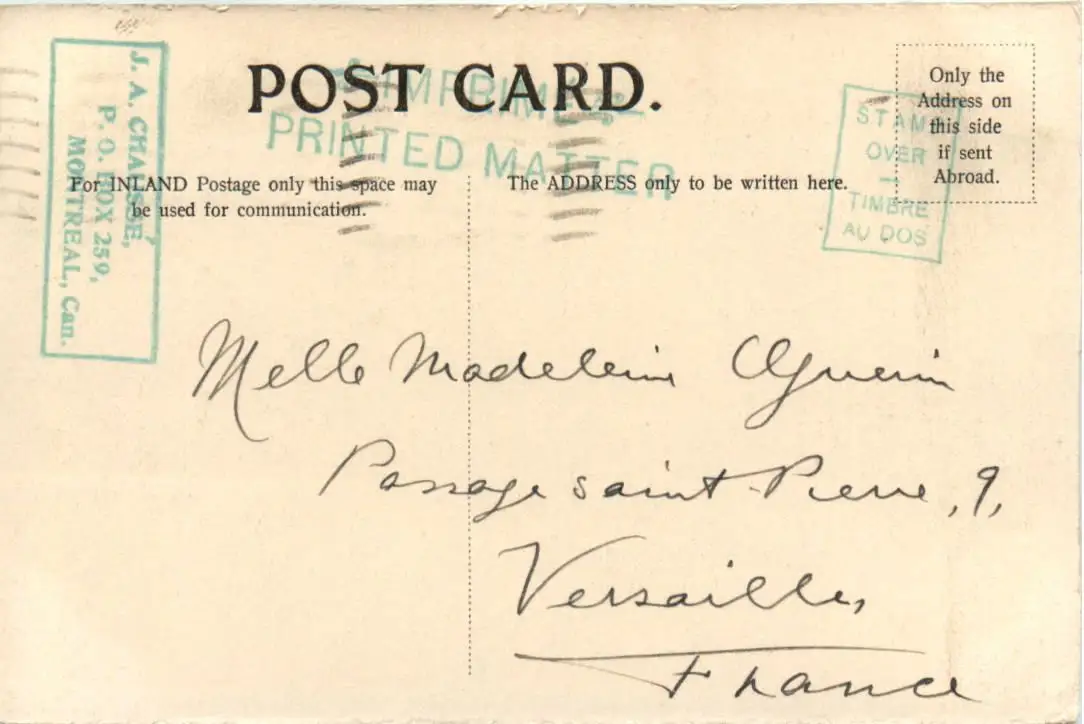 POST CARD.
IMPRIMÉ
PRINTED MATTER
J. A. CHAUSSÉ,
P. O. BOX 259,
MONTREAL, Can.
Only the
Address on
this side
if sent
Abroad.
STAMP
OVER
—
TIMBRE
AU DOS
For INLAND Postage only this space may
be used for communication.
The ADDRESS only to be written here.
Melle Madeleine Guerin
Passage saint-Pierre, 9,
Versailles,
France